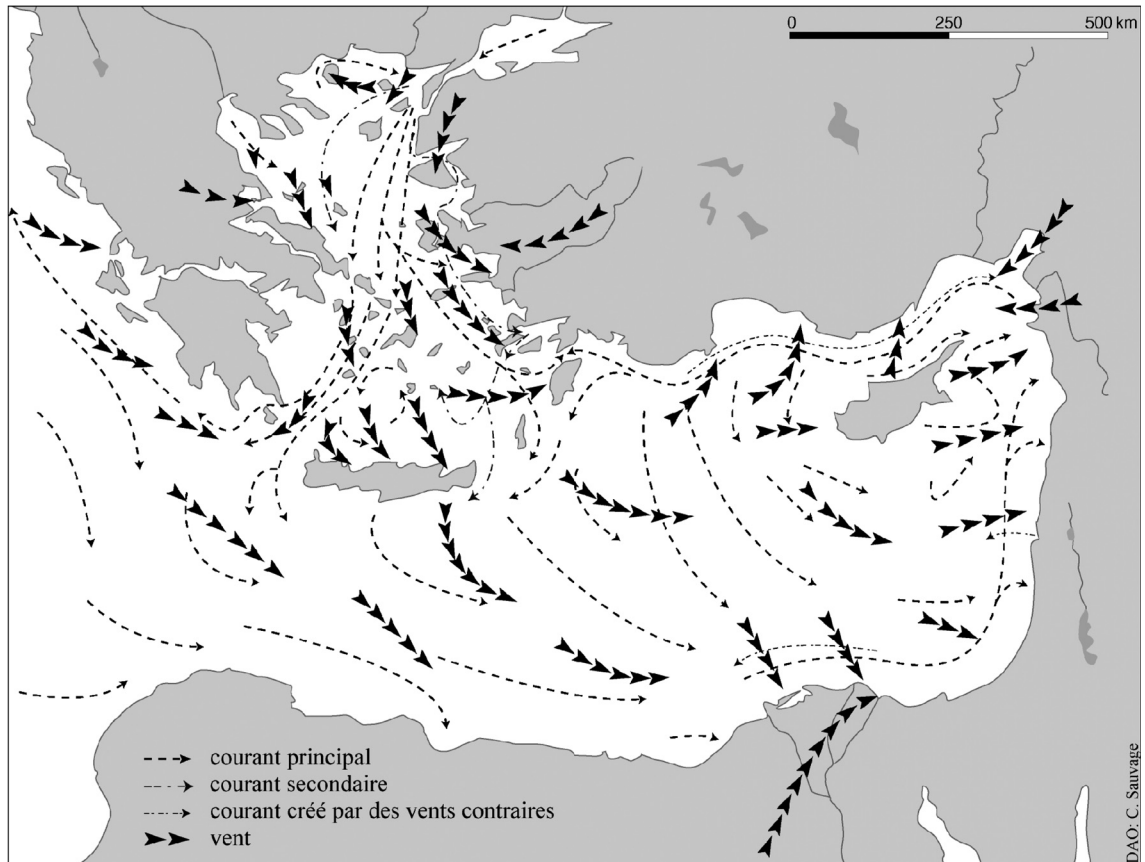 0 250 500 km
courant principal
courant secondaire
courant créé par des vents contraires
vent
DAO: C. Sauvage